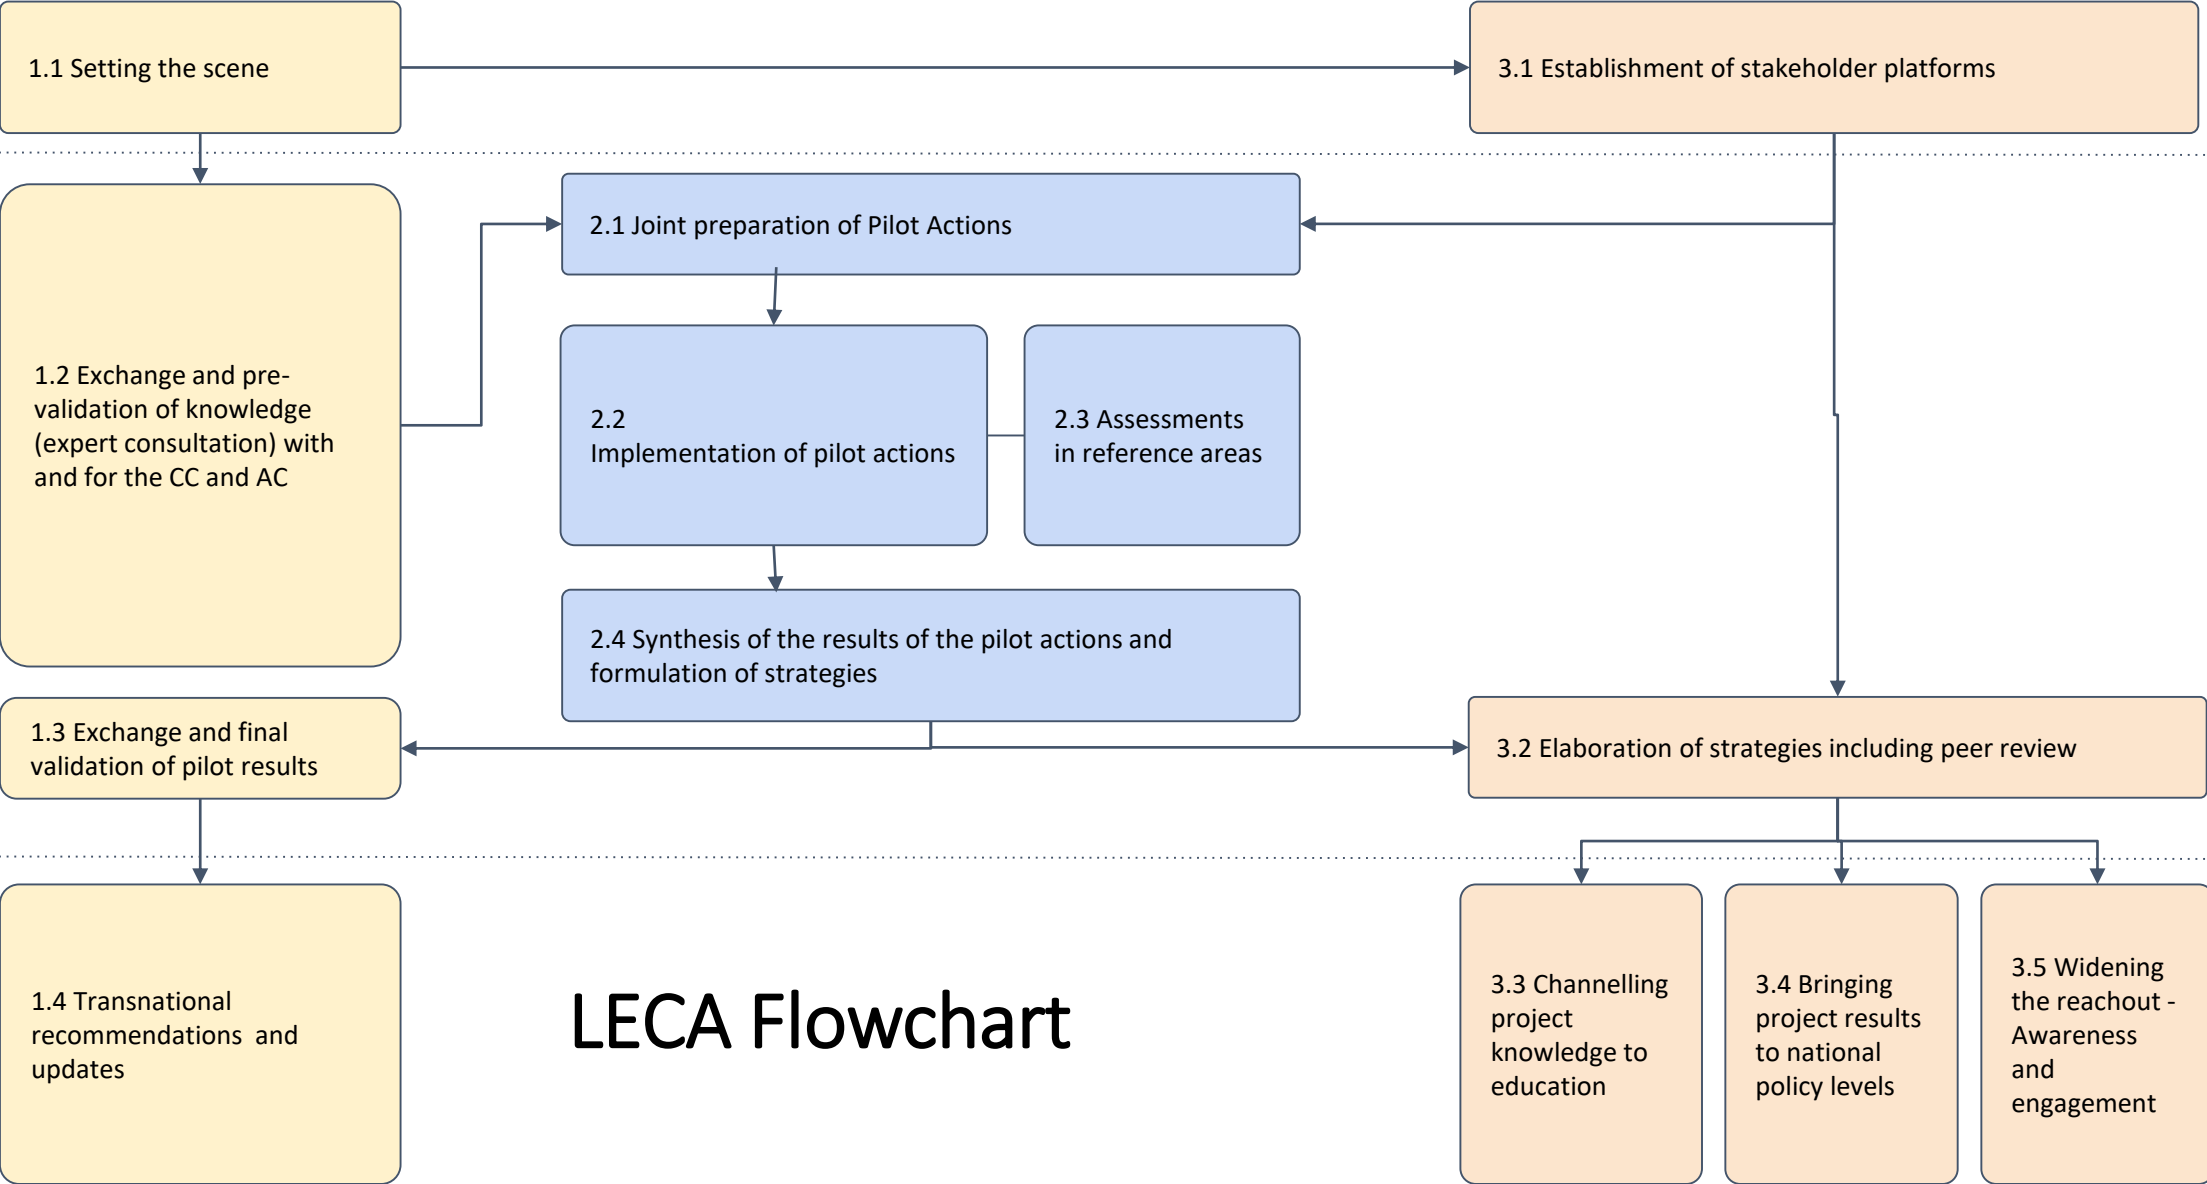 1.1 Setting the scene
3.1 Establishment of stakeholder platforms
1.2 Exchange and pre-
validation of knowledge
(expert consultation) with
and for the CC and AC
2.1 Joint preparation of Pilot Actions
2.2
Implementation of pilot actions
2.3 Assessments
in reference areas
2.4 Synthesis of the results of the pilot actions and
formulation of strategies
1.3 Exchange and final
validation of pilot results
3.2 Elaboration of strategies including peer review
1.4 Transnational
recommendations  and
updates
LECA Flowchart
3.3 Channelling
project
knowledge to
education
3.4 Bringing
project results
to national
policy levels
3.5 Widening
the reachout -
Awareness
and
engagement